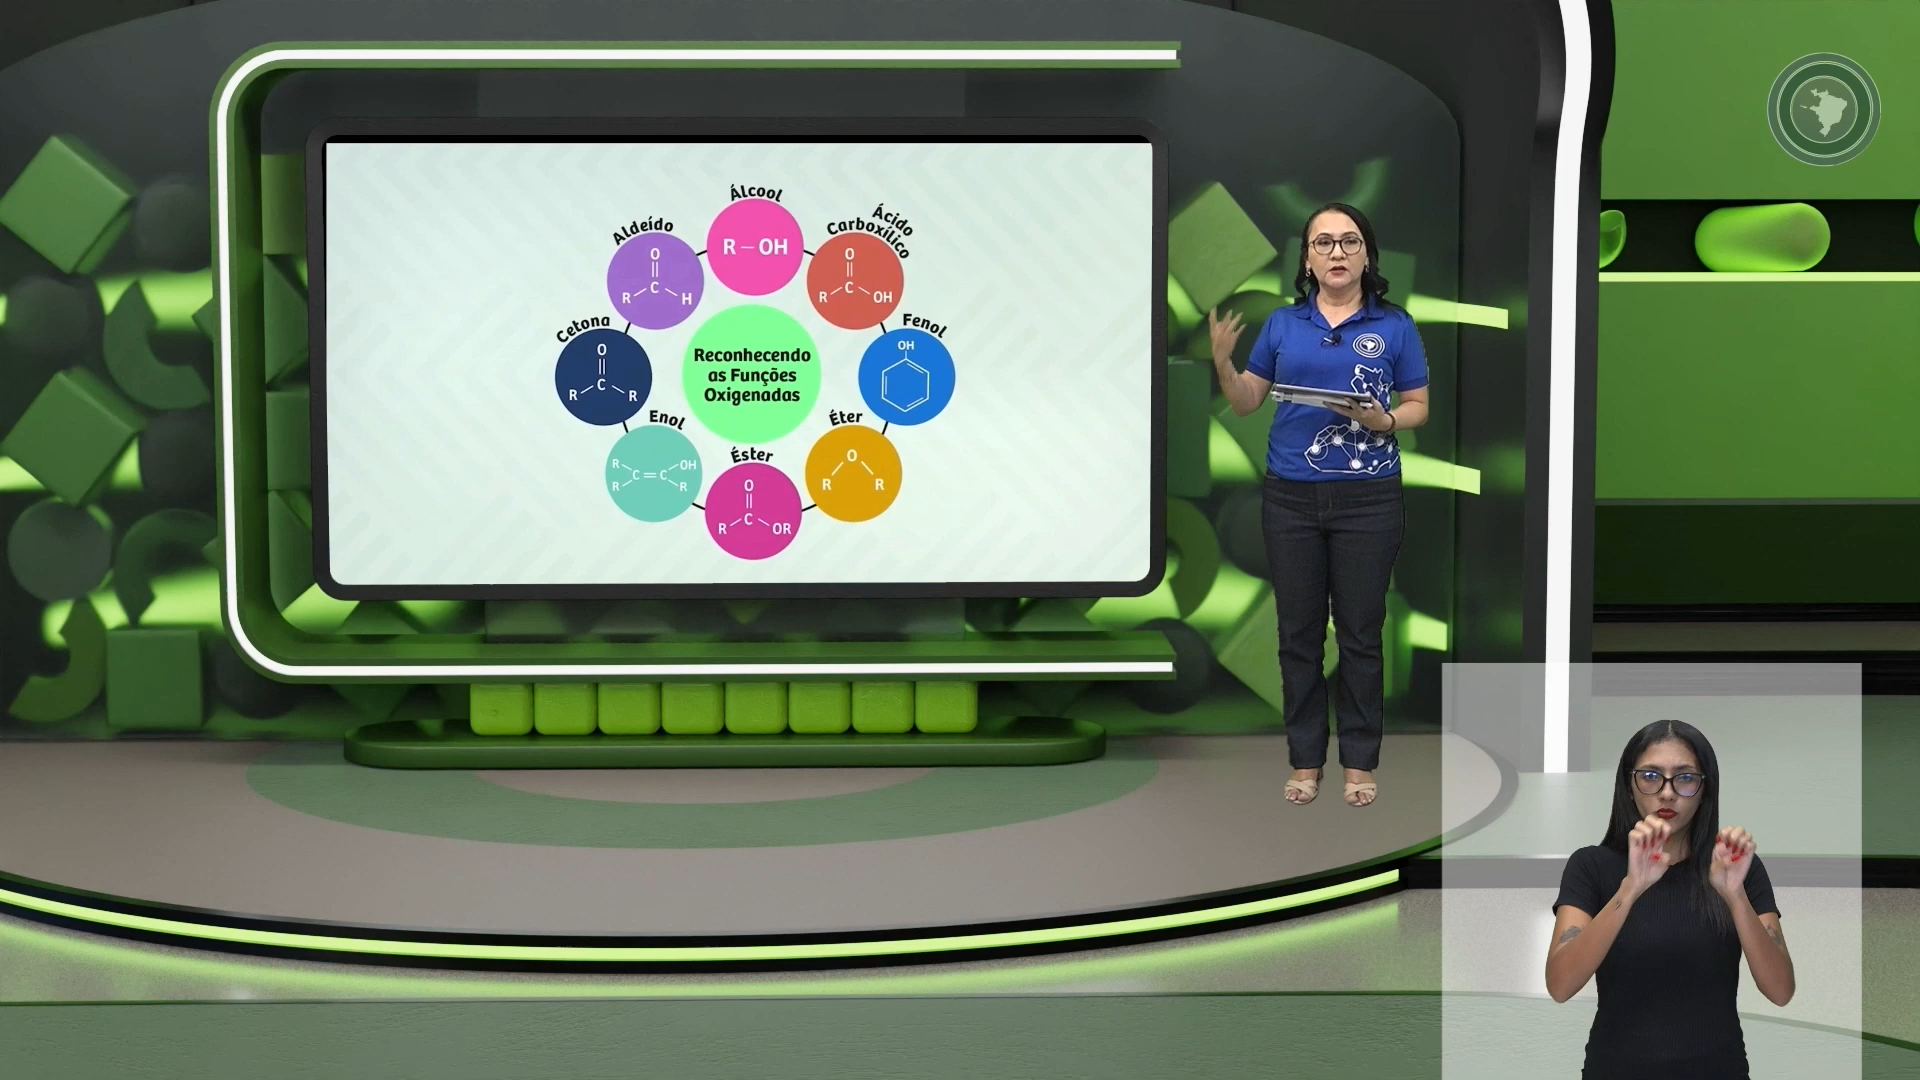 Álcool
R – OH
Ácido
Carboxílico
O
C
R
OH
Fenol
OH
Éter
O
R
R
Éster
O
C
R
OR
Enol
R
C = C
OH
R
R
Cetona
O
C
R
R
Aldeído
O
C
R
H
Reconhecendo
as Funções
Oxigenadas